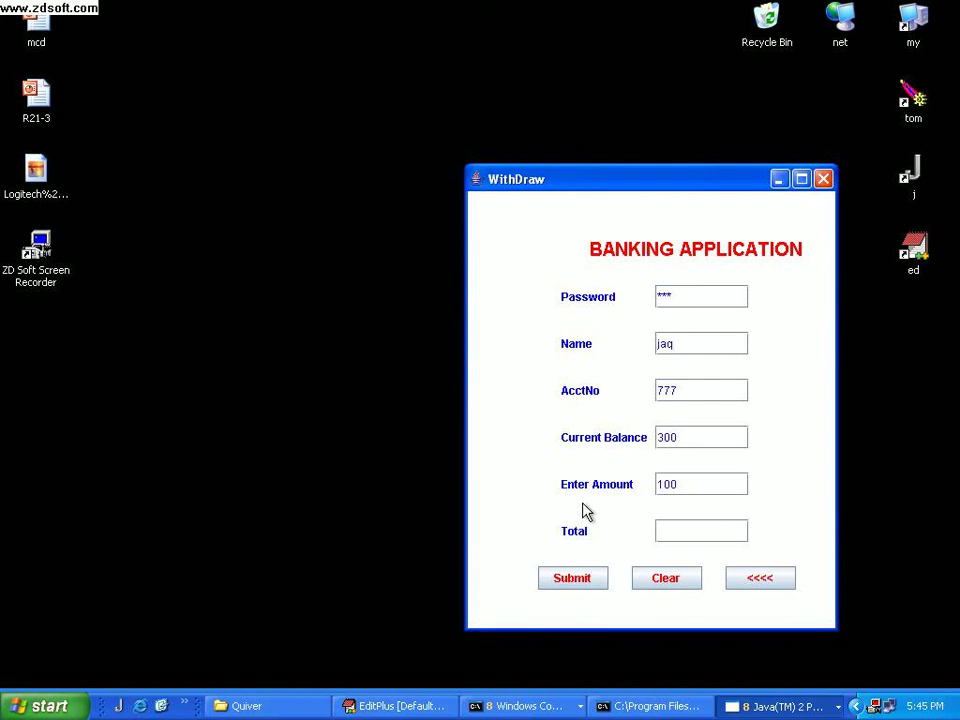 www.zdsoft.com
mcd
Recycle Bin
net
my
R21-3
tom
Logitech%2...
j
ZD Soft Screen
Recorder
ed
WithDraw
BANKING APPLICATION
Password ***
Name jaq
AcctNo 777
Current Balance 300
Enter Amount 100
Total
Submit Clear <<<<
start J Quiver EditPlus [Default... 8 Windows Co... C:\Program Files... 8 Java(TM) 2 P... 5:45 PM